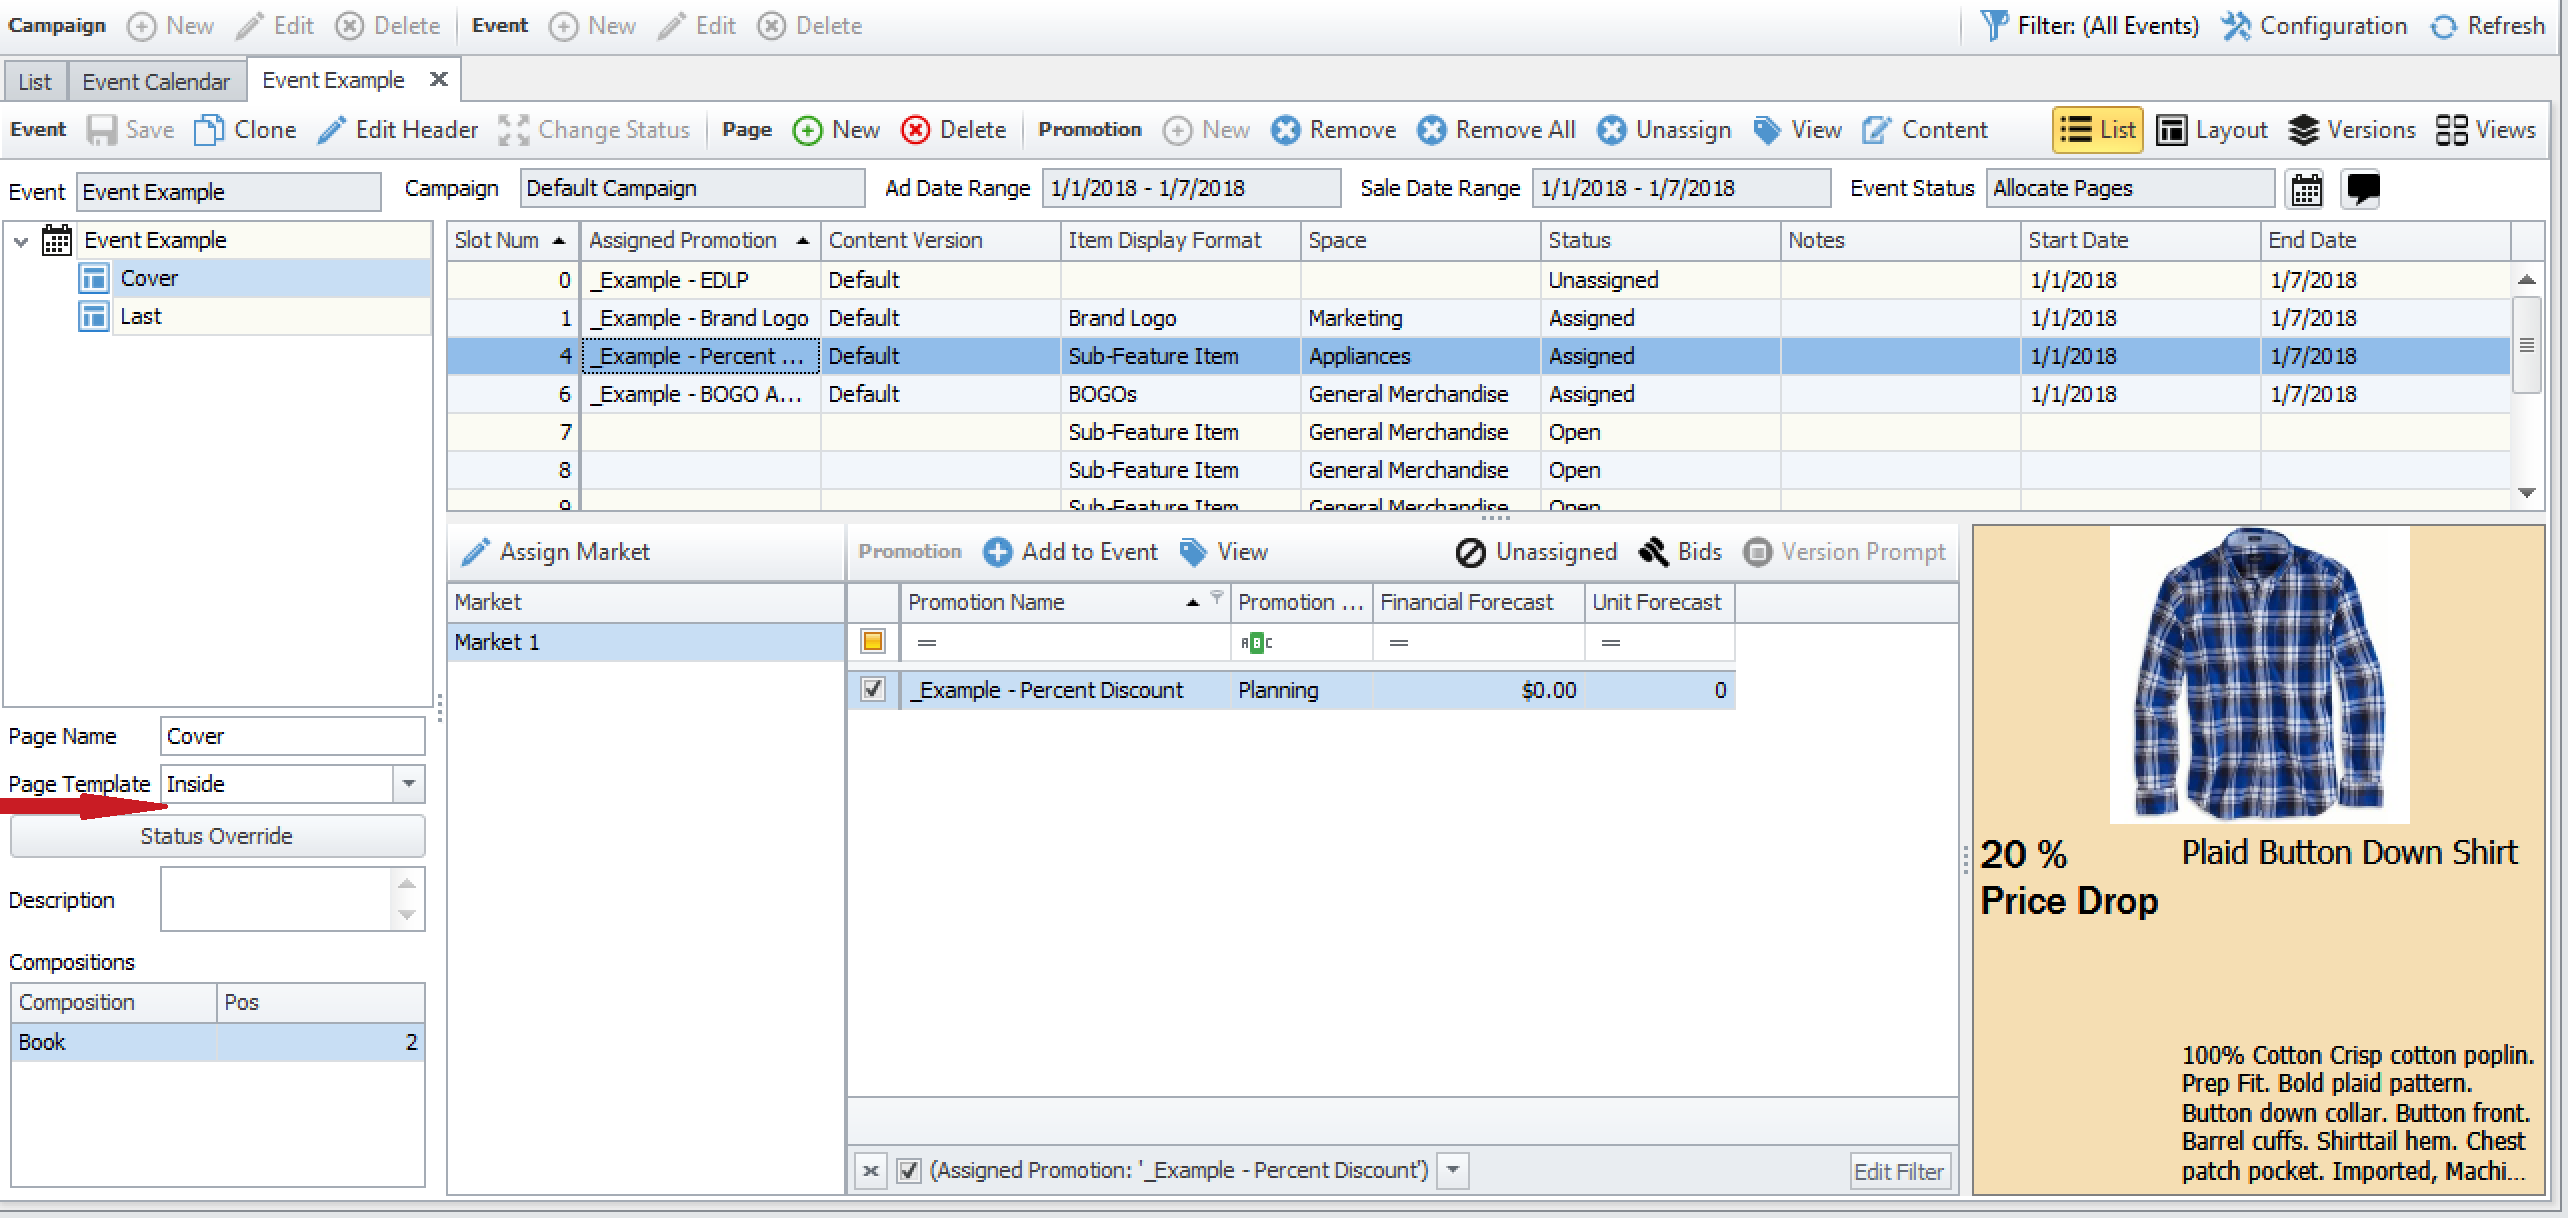 Campaign New Edit Delete Event New Edit Delete Filter: (All Events) Configuration Refresh
List Event Calendar Event Example
Event Save Clone Edit Header Change Status Page New Delete Promotion New Remove Remove All Unassign View Content List Layout Versions Views
Event Event Example Campaign Default Campaign Ad Date Range 1/1/2018 - 1/7/2018 Sale Date Range 1/1/2018 - 1/7/2018 Event Status Allocate Pages
Event Example
Cover
Last
Slot Num Assigned Promotion Content Version Item Display Format Space Status Notes Start Date End Date
0 _Example - EDLP Default Unassigned 1/1/2018 1/7/2018
1 _Example - Brand Logo Default Brand Logo Marketing Assigned 1/1/2018 1/7/2018
4 _Example - Percent ... Default Sub-Feature Item Appliances Assigned 1/1/2018 1/7/2018
6 _Example - BOGO A... Default BOGOs General Merchandise Assigned 1/1/2018 1/7/2018
7 Sub-Feature Item General Merchandise Open
8 Sub-Feature Item General Merchandise Open
9 Sub-Feature Item General Merchandise Open
Page Name Cover
Page Template Inside
Status Override
Description
Compositions
Composition Pos
Book 2
Assign Market
Market
Market 1
Promotion Add to Event View Unassigned Bids Version Prompt
Promotion Name Promotion ... Financial Forecast Unit Forecast
= ABC = =
_Example - Percent Discount Planning $0.00 0
(Assigned Promotion: '_Example - Percent Discount') Edit Filter
20 %
Price Drop
Plaid Button Down Shirt
100% Cotton Crisp cotton poplin.
Prep Fit. Bold plaid pattern.
Button down collar. Button front.
Barrel cuffs. Shirttail hem. Chest
patch pocket. Imported, Machi...